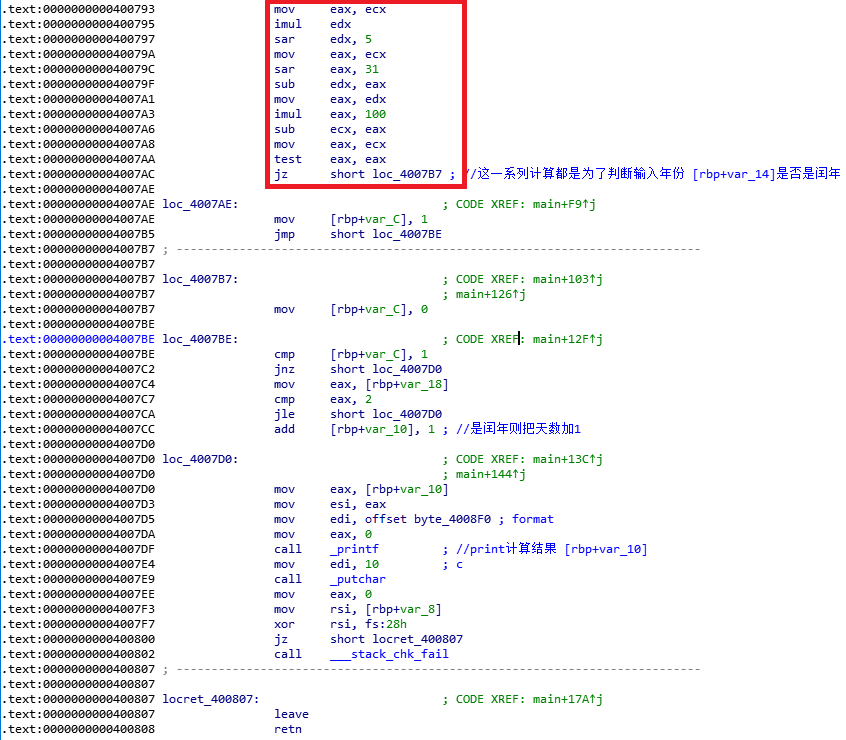 .text:0000000000400793                 mov     eax, ecx
.text:0000000000400795                 imul    edx
.text:0000000000400797                 sar     edx, 5
.text:000000000040079A                 mov     eax, ecx
.text:000000000040079C                 sar     eax, 31
.text:000000000040079F                 sub     edx, eax
.text:00000000004007A1                 mov     eax, edx
.text:00000000004007A3                 imul    eax, 100
.text:00000000004007A6                 sub     ecx, eax
.text:00000000004007A8                 mov     eax, ecx
.text:00000000004007AA                 test    eax, eax
.text:00000000004007AC                 jz      short loc_4007B7 ; //这一系列计算都是为了判断输入年份 [rbp+var_14]是否是闰年
.text:00000000004007AE
.text:00000000004007AE loc_4007AE:                             ; CODE XREF: main+F9↑j
.text:00000000004007AE                 mov     [rbp+var_C], 1
.text:00000000004007B5                 jmp     short loc_4007BE
.text:00000000004007B7 ; ---------------------------------------------------------------------------
.text:00000000004007B7
.text:00000000004007B7 loc_4007B7:                             ; CODE XREF: main+103↑j
.text:00000000004007B7                                         ; main+126↑j
.text:00000000004007B7                 mov     [rbp+var_C], 0
.text:00000000004007BE
.text:00000000004007BE loc_4007BE:                             ; CODE XREF: main+12F↑j
.text:00000000004007BE                 cmp     [rbp+var_C], 1
.text:00000000004007C2                 jnz     short loc_4007D0
.text:00000000004007C4                 mov     eax, [rbp+var_18]
.text:00000000004007C7                 cmp     eax, 2
.text:00000000004007CA                 jle     short loc_4007D0
.text:00000000004007CC                 add     [rbp+var_10], 1 ; //是闰年则把天数加1
.text:00000000004007D0
.text:00000000004007D0 loc_4007D0:                             ; CODE XREF: main+13C↑j
.text:00000000004007D0                                         ; main+144↑j
.text:00000000004007D0                 mov     eax, [rbp+var_10]
.text:00000000004007D3                 mov     esi, eax
.text:00000000004007D5                 mov     edi, offset byte_4008F0 ; format
.text:00000000004007DA                 mov     eax, 0
.text:00000000004007DF                 call    _printf         ; //print计算结果 [rbp+var_10]
.text:00000000004007E4                 mov     edi, 10         ; c
.text:00000000004007E9                 call    _putchar
.text:00000000004007EE                 mov     eax, 0
.text:00000000004007F3                 mov     rsi, [rbp+var_8]
.text:00000000004007F7                 xor     rsi, fs:28h
.text:0000000000400800                 jz      short locret_400807
.text:0000000000400802                 call    ___stack_chk_fail
.text:0000000000400807 ; ---------------------------------------------------------------------------
.text:0000000000400807
.text:0000000000400807 locret_400807:                          ; CODE XREF: main+17A↑j
.text:0000000000400807                 leave
.text:0000000000400808                 retn